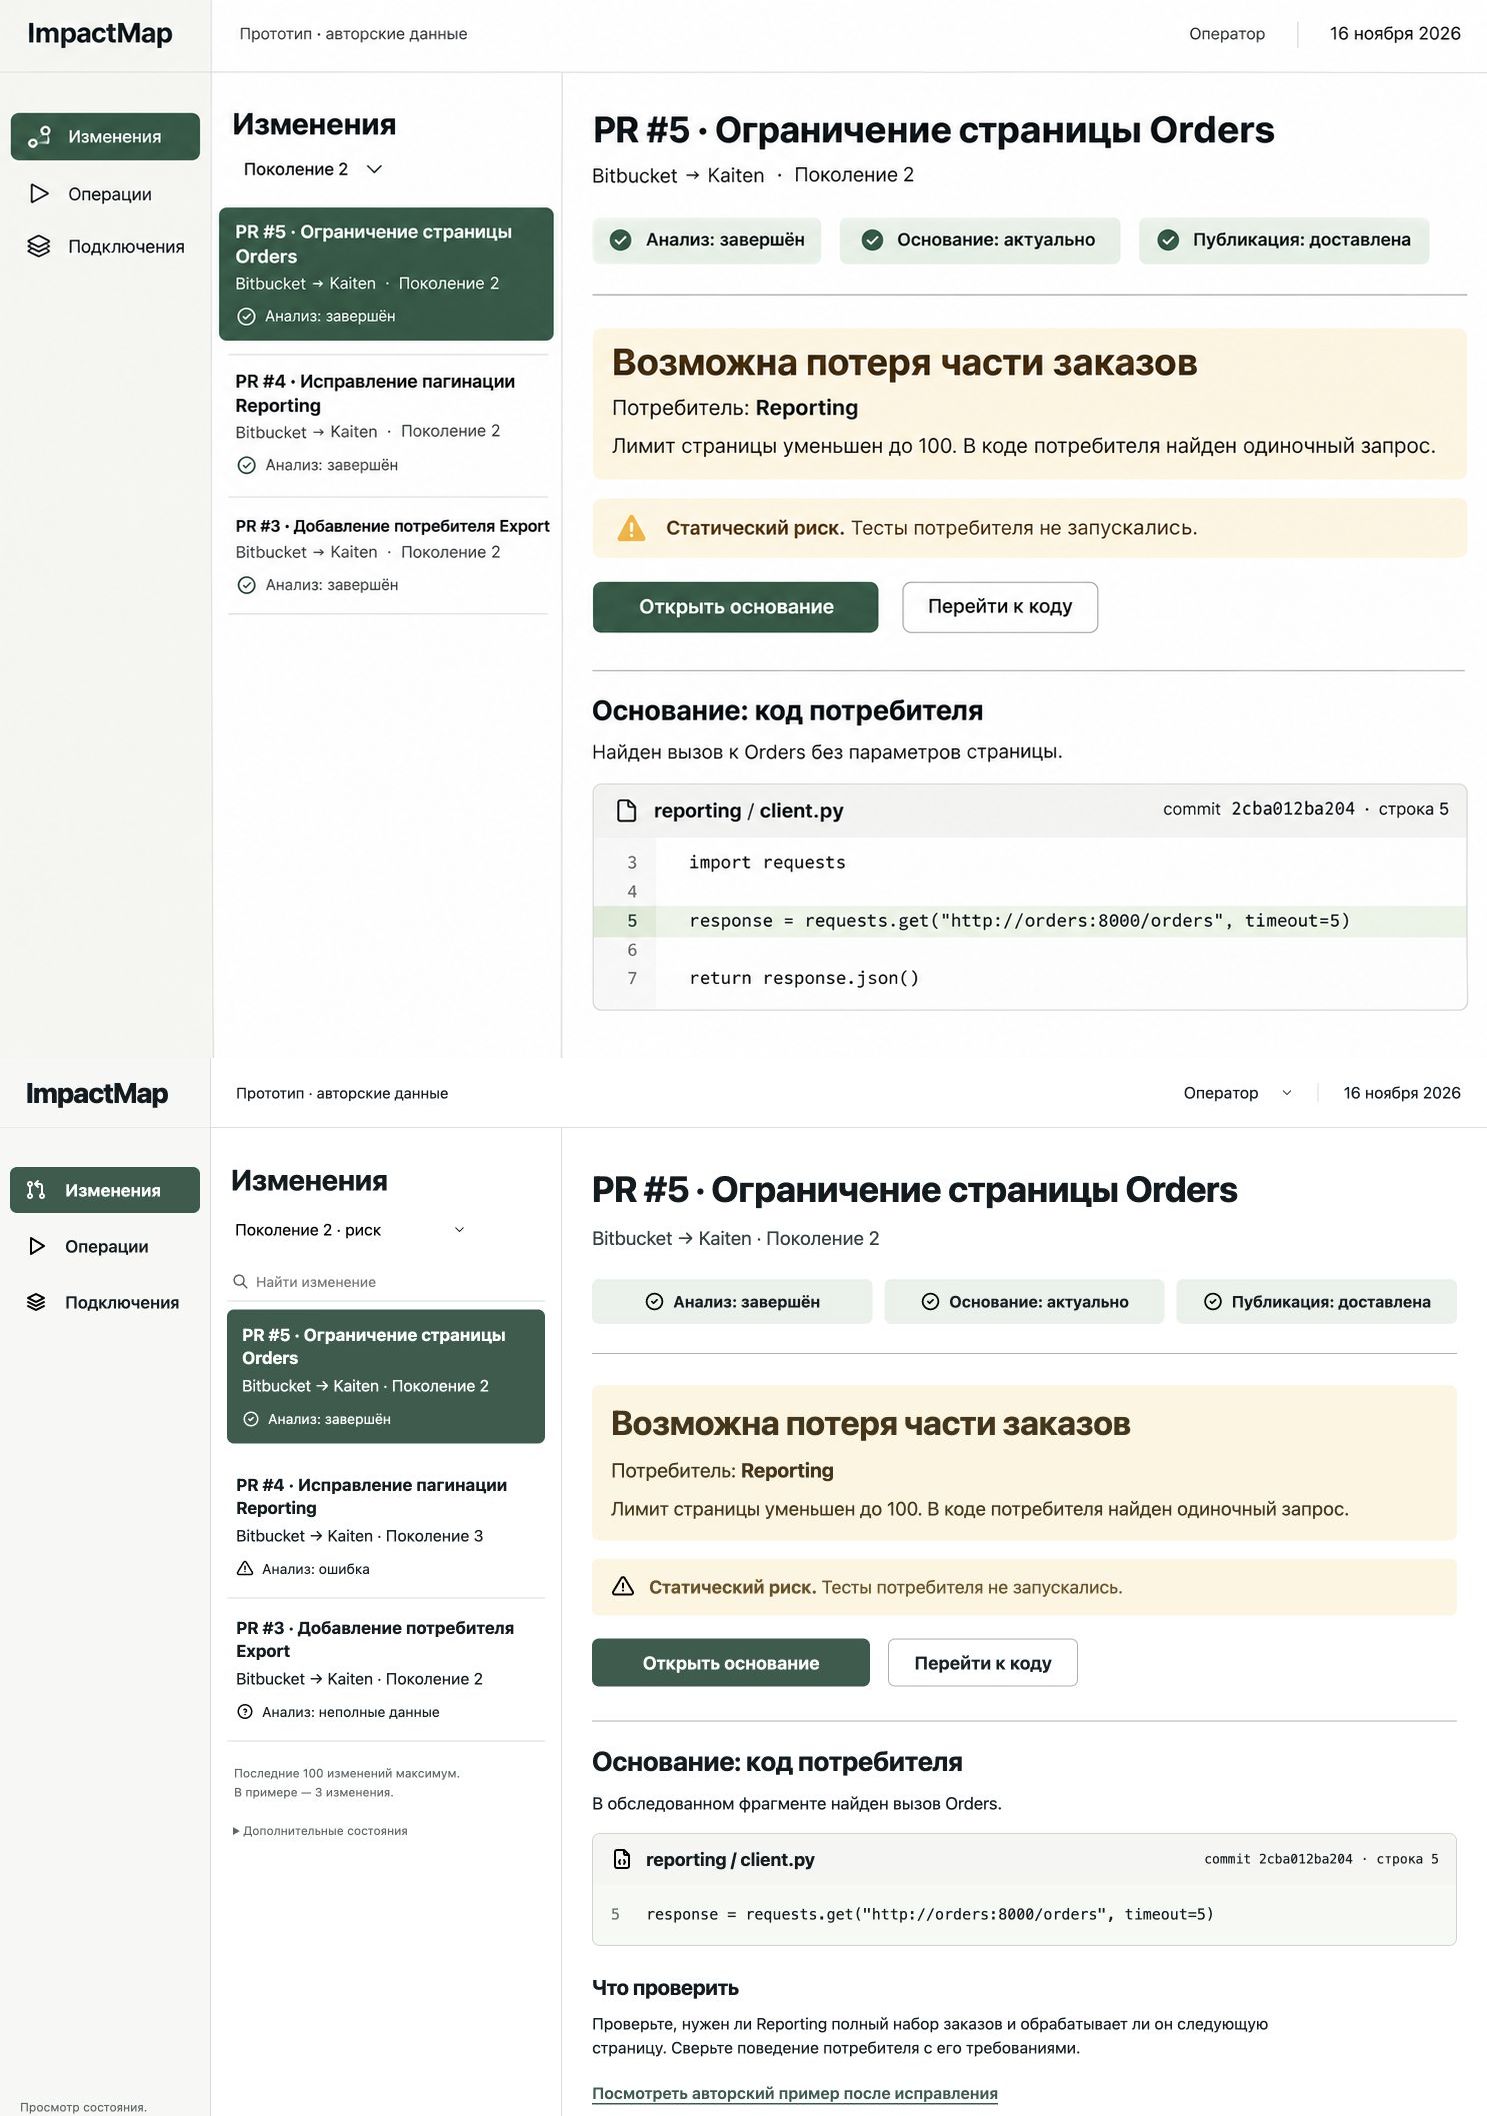 ImpactMap
Прототип · авторские данные
Оператор
16 ноября 2026
Изменения
Операции
Подключения
Изменения
Поколение 2
PR #5 · Ограничение страницы
Orders
Bitbucket → Kaiten · Поколение 2
Анализ: завершён
PR #4 · Исправление пагинации
Reporting
Bitbucket → Kaiten · Поколение 2
Анализ: завершён
PR #3 · Добавление потребителя Export
Bitbucket → Kaiten · Поколение 2
Анализ: завершён
PR #5 · Ограничение страницы Orders
Bitbucket → Kaiten · Поколение 2
Анализ: завершён
Основание: актуально
Публикация: доставлена
Возможна потеря части заказов
Потребитель: Reporting
Лимит страницы уменьшен до 100. В коде потребителя найден одиночный запрос.
Статический риск. Тесты потребителя не запускались.
Открыть основание
Перейти к коду
Основание: код потребителя
Найден вызов к Orders без параметров страницы.
reporting / client.py
commit 2cba012ba204 · строка 5
3 import requests
4
5 response = requests.get("http://orders:8000/orders", timeout=5)
6
7 return response.json()
ImpactMap
Прототип · авторские данные
Оператор
16 ноября 2026
Изменения
Операции
Подключения
Просмотр состояния.
Изменения
Поколение 2 · риск
Найти изменение
PR #5 · Ограничение страницы
Orders
Bitbucket → Kaiten · Поколение 2
Анализ: завершён
PR #4 · Исправление пагинации
Reporting
Bitbucket → Kaiten · Поколение 3
Анализ: ошибка
PR #3 · Добавление потребителя
Export
Bitbucket → Kaiten · Поколение 2
Анализ: неполные данные
Последние 100 изменений максимум.
В примере — 3 изменения.
Дополнительные состояния
PR #5 · Ограничение страницы Orders
Bitbucket → Kaiten · Поколение 2
Анализ: завершён
Основание: актуально
Публикация: доставлена
Возможна потеря части заказов
Потребитель: Reporting
Лимит страницы уменьшен до 100. В коде потребителя найден одиночный запрос.
Статический риск. Тесты потребителя не запускались.
Открыть основание
Перейти к коду
Основание: код потребителя
В обследованном фрагменте найден вызов Orders.
reporting / client.py
commit 2cba012ba204 · строка 5
5 response = requests.get("http://orders:8000/orders", timeout=5)
Что проверить
Проверьте, нужен ли Reporting полный набор заказов и обрабатывает ли он следующую
страницу. Сверьте поведение потребителя с его требованиями.
Посмотреть авторский пример после исправления